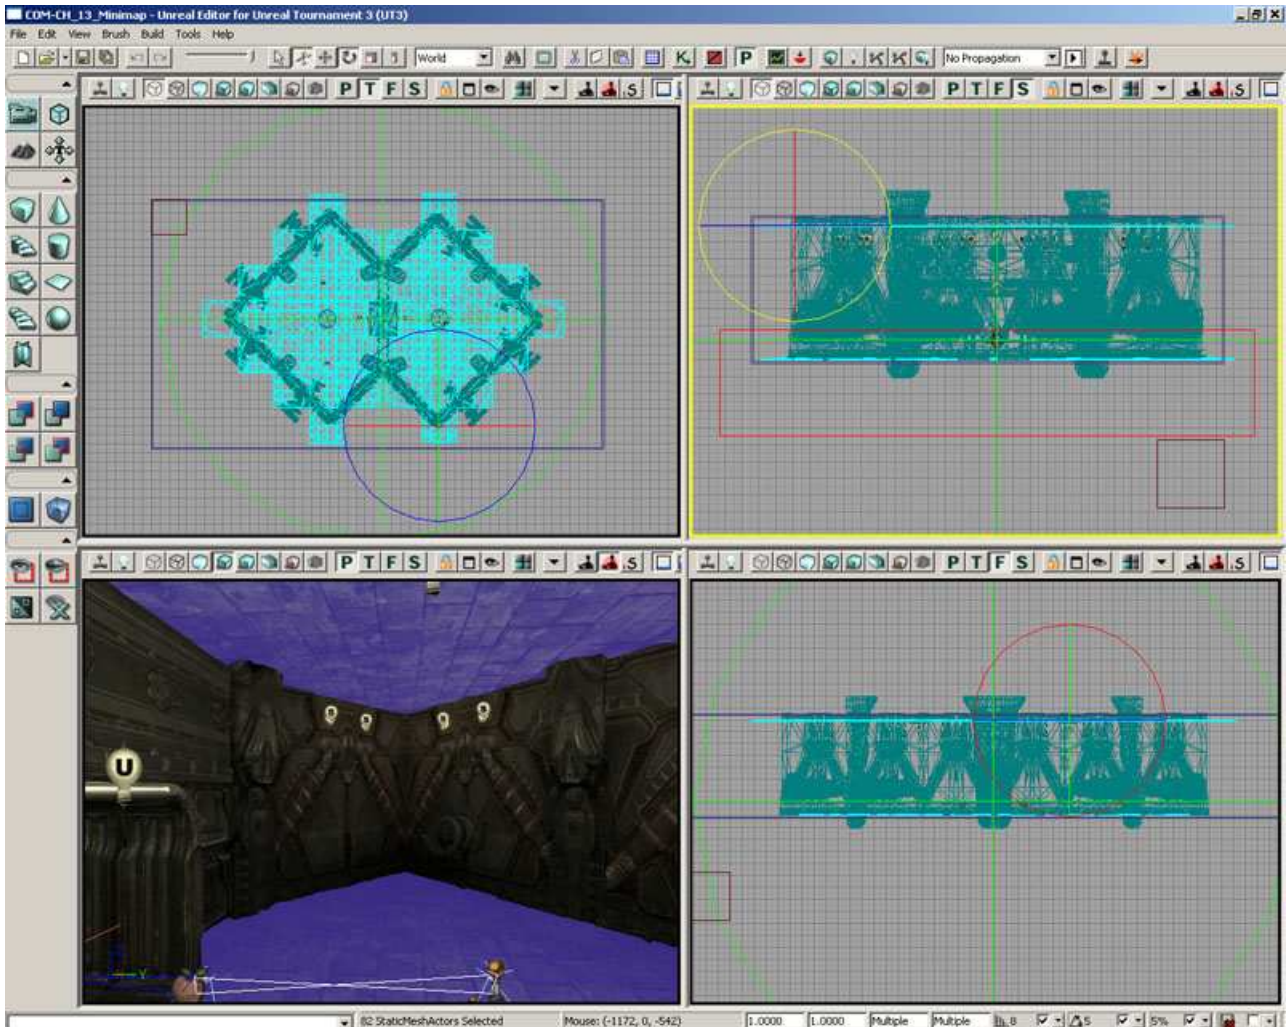 COM-CH_13_Minimap - Unreal Editor for Unreal Tournament 3 (UT3)
File Edit View Brush Build Tools Help
World
P
No Propagation
P T F S
P T F S
U
Y
P T F S
P T F S
82 StaticMeshActors Selected
Mouse: (-1172, 0, -542)
1.0000
1.0000
Multiple
Multiple
8
5
5%